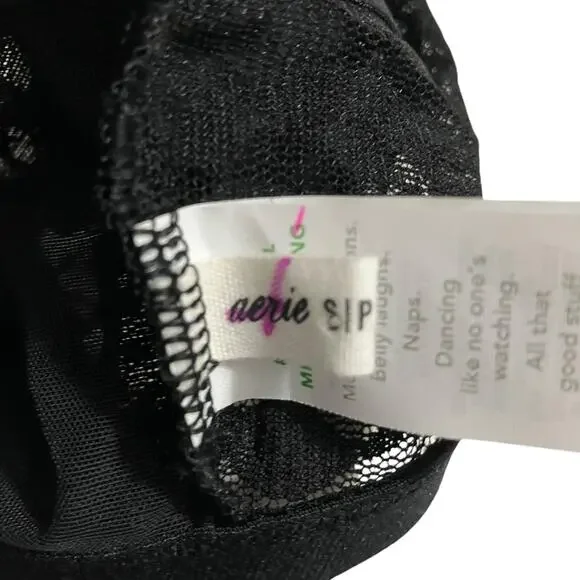 aerie S|P
Belly laughs.
Naps.
Dancing
like no one's
watching.
All that
good stuff